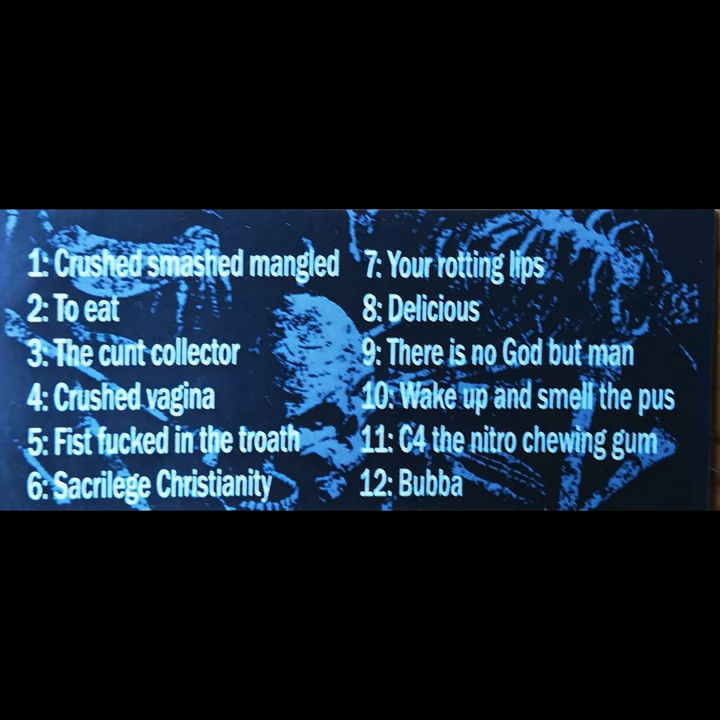 1: Crushed smashed mangled
2: To eat
3: The cunt collector
4: Crushed vagina
5: Fist fucked in the troath
6: Sacrilege Christianity
7: Your rotting lips
8: Delicious
9: There is no God but man
10: Wake up and smell the pus
11: C4 the nitro chewing gum
12: Bubba